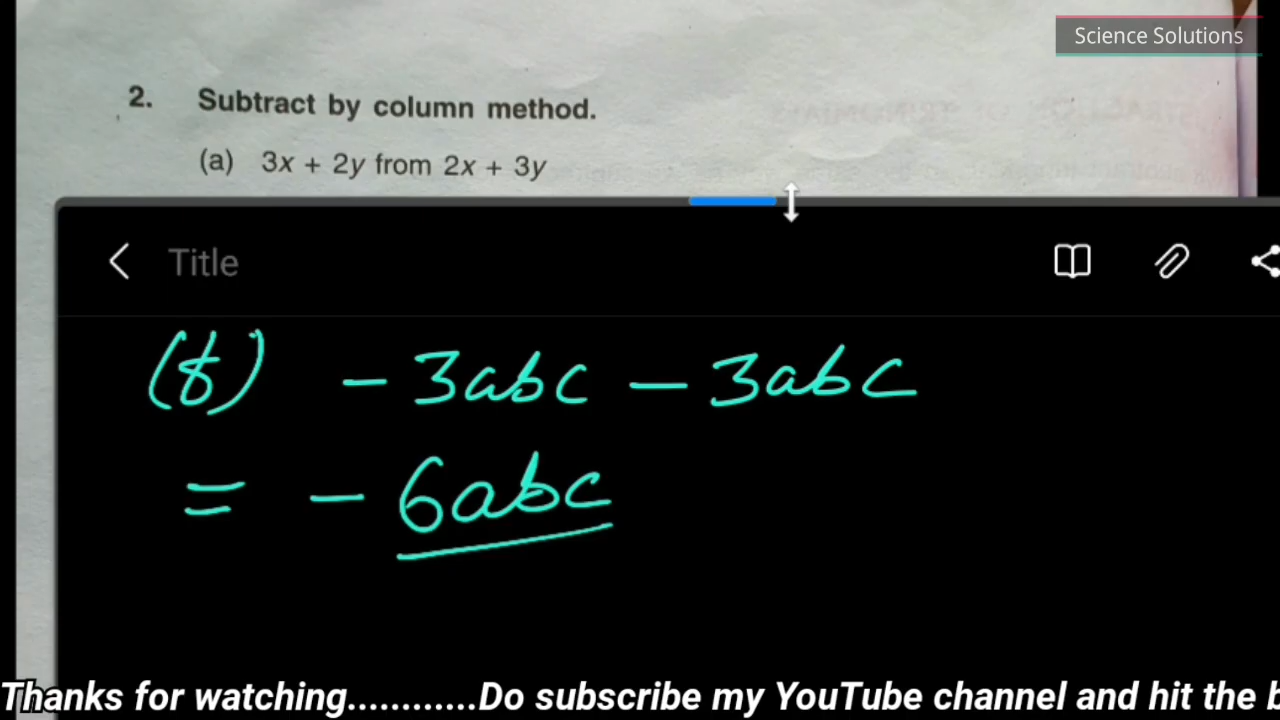 Science Solutions
2. Subtract by column method.
(a) 3x + 2y from 2x + 3y
Title
(f) - 3abc - 3abc
= - 6abc
Thanks for watching............Do subscribe my YouTube channel and hit the b